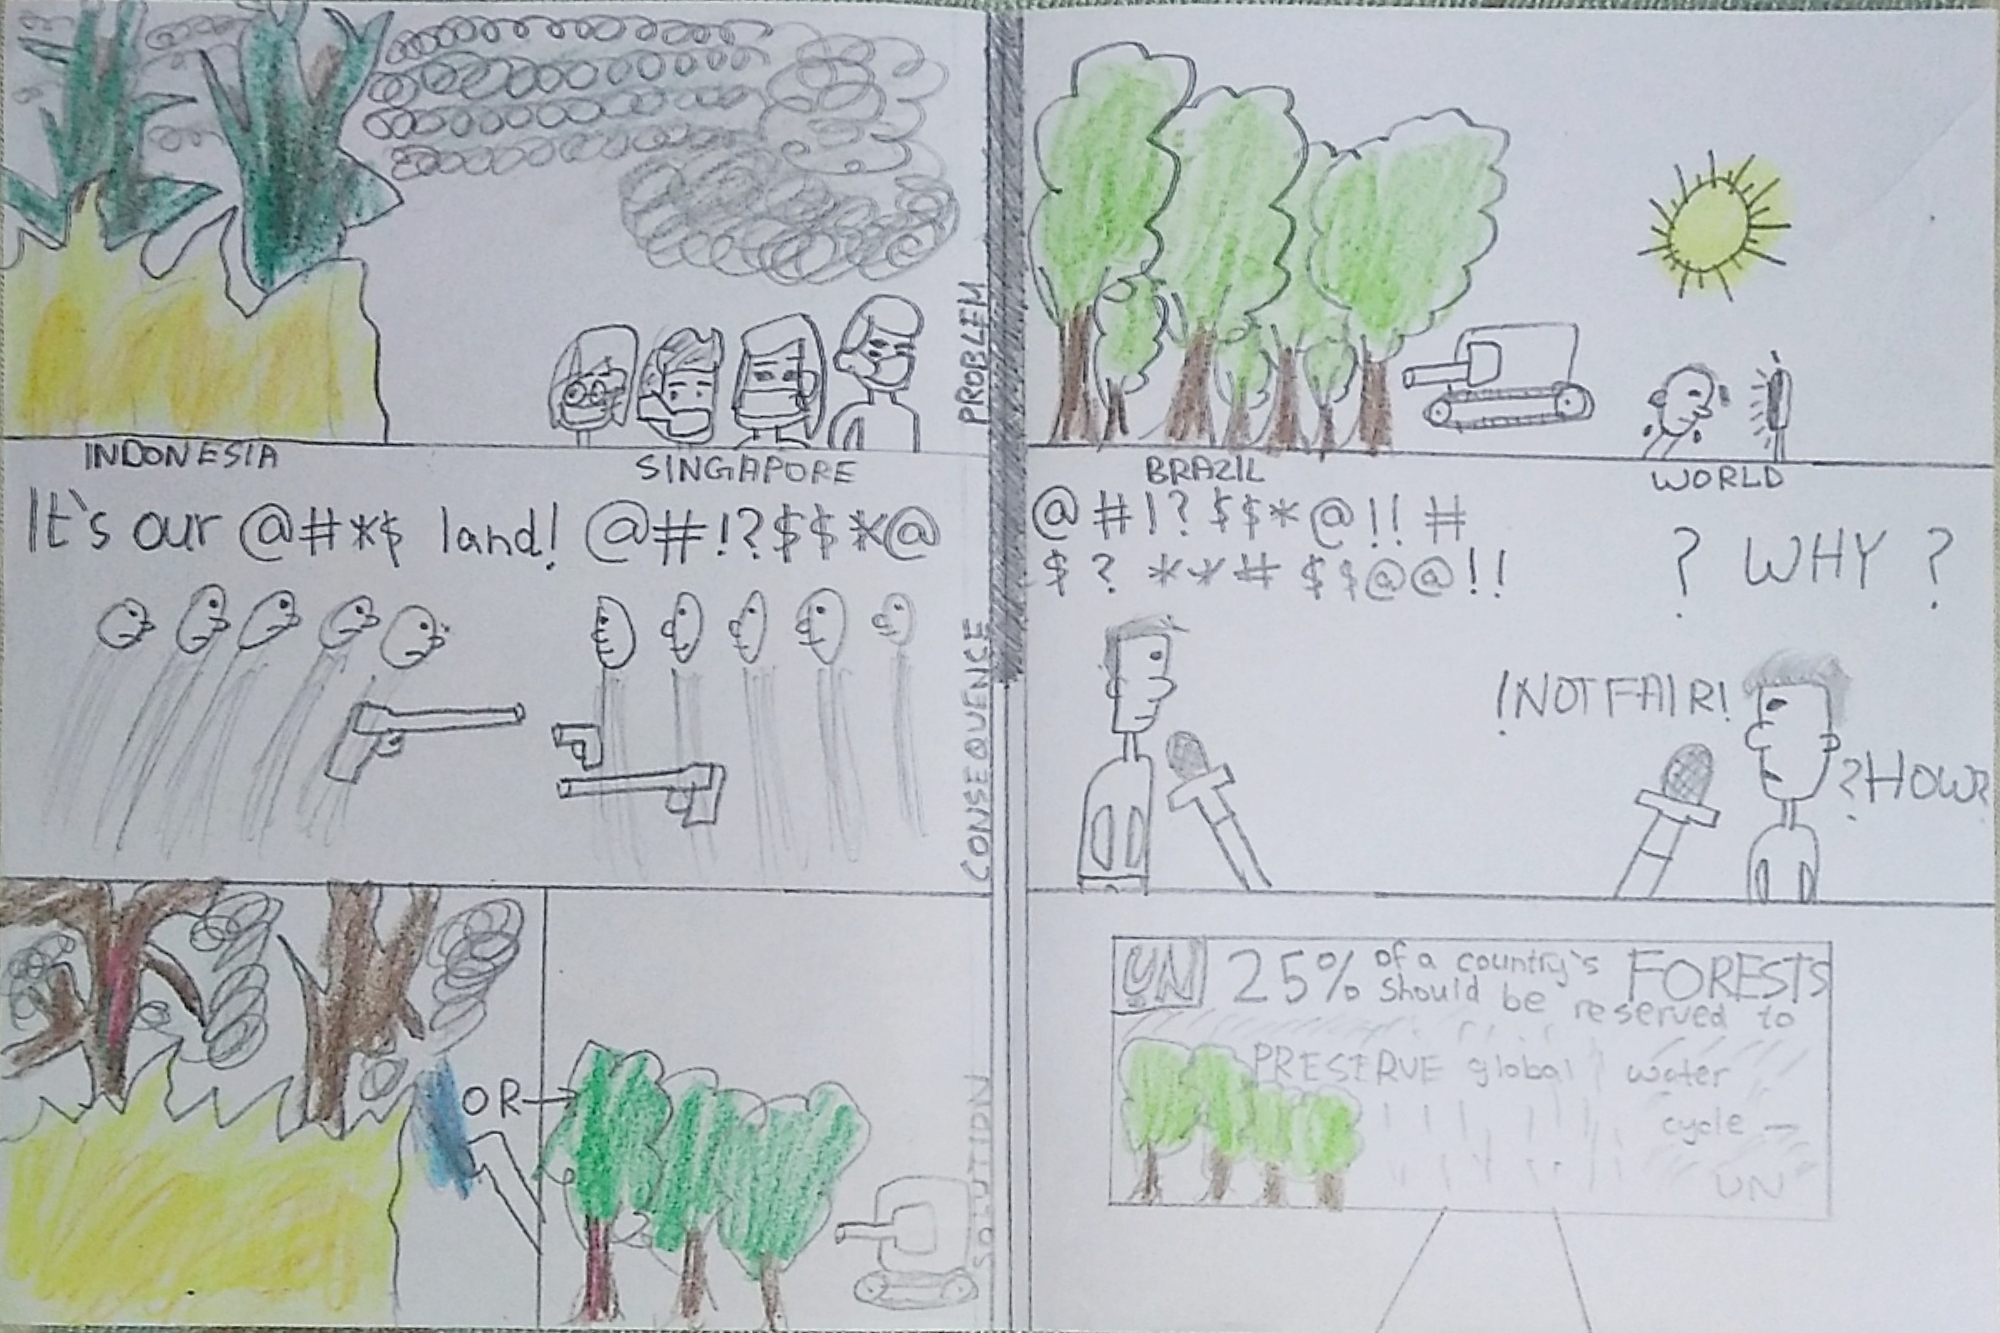 PROBLEM
INDONESIA
SINGAPORE
It's our @#*$ land! @#!?$$*@
CONSEQUENCE
OR
SOLUTION
BRAZIL
WORLD
@#!?$$*@!!#
$? **# $$@@!!
? WHY ?
!NOT FAIR!
?HOW?
UN 25% of a country's FORESTS
should be reserved to
PRESERVE global water
cycle —
UN